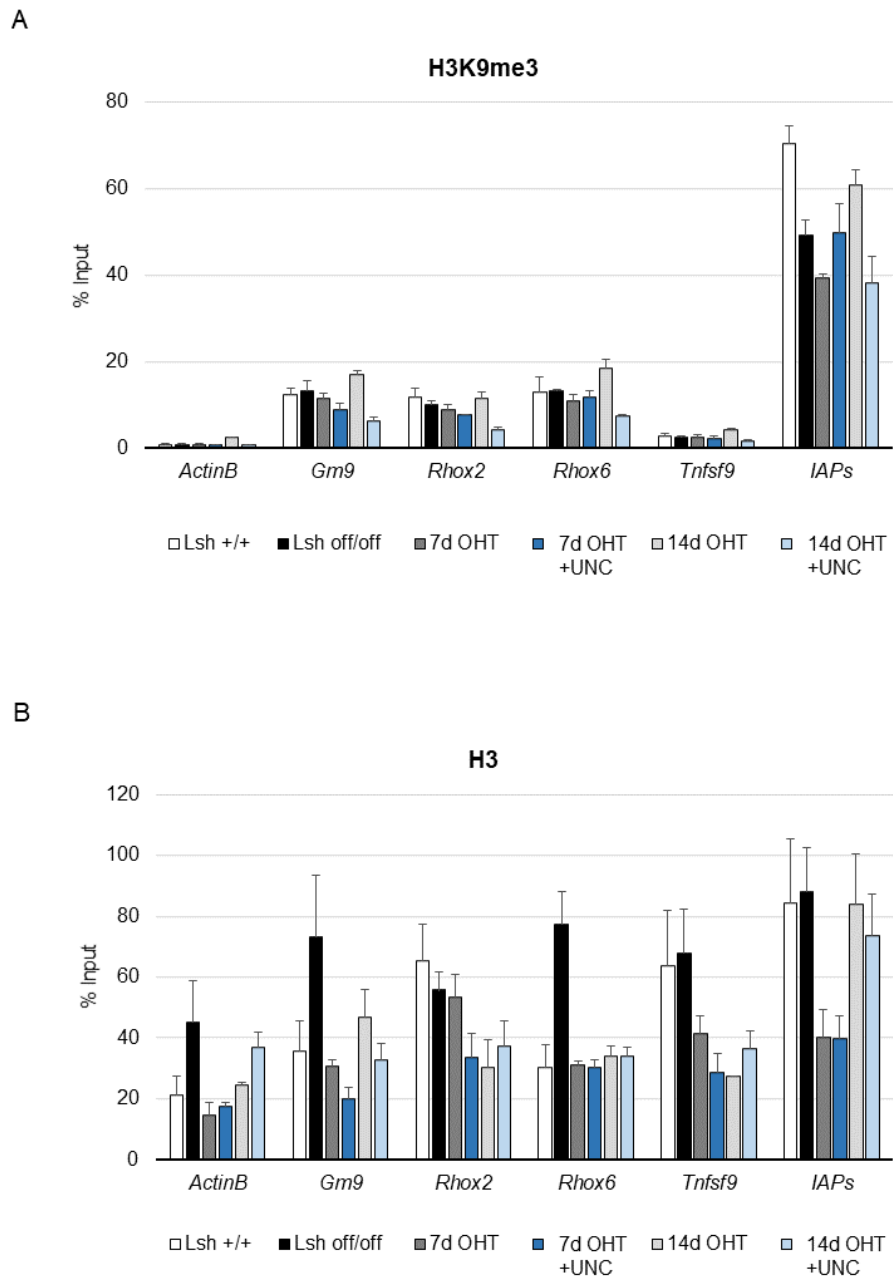 A
H3K9me3
80
60
40
20
0
% Input
ActinB Gm9 Rhox2 Rhox6 Tnfsf9 IAPs
Lsh +/+ Lsh off/off 7d OHT 7d OHT +UNC 14d OHT 14d OHT +UNC
B
H3
120
100
80
60
40
20
0
% Input
ActinB Gm9 Rhox2 Rhox6 Tnfsf9 IAPs
Lsh +/+ Lsh off/off 7d OHT 7d OHT +UNC 14d OHT 14d OHT +UNC